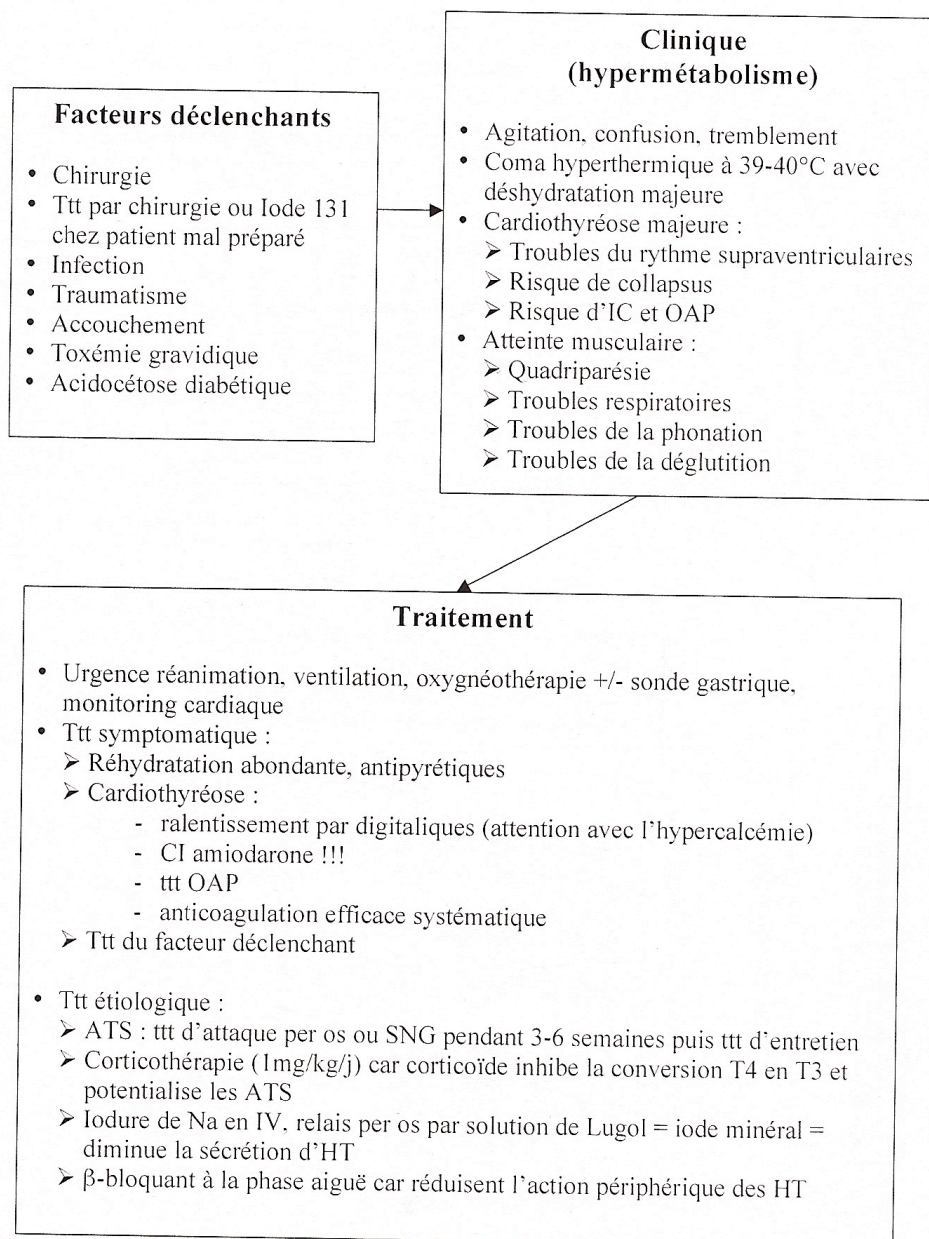 Facteurs déclenchants
• Chirurgie
• Ttt par chirurgie ou Iode 131
chez patient mal préparé
• Infection
• Traumatisme
• Accouchement
• Toxémie gravidique
• Acidocétose diabétique
Clinique
(hypermétabolisme)
• Agitation, confusion, tremblement
• Coma hyperthermique à 39-40°C avec
déshydratation majeure
• Cardiothyréose majeure :
➢ Troubles du rythme supraventriculaires
➢ Risque de collapsus
➢ Risque d'IC et OAP
• Atteinte musculaire :
➢ Quadriparésie
➢ Troubles respiratoires
➢ Troubles de la phonation
➢ Troubles de la déglutition
Traitement
• Urgence réanimation, ventilation, oxygnéothérapie +/- sonde gastrique,
monitoring cardiaque
• Ttt symptomatique :
➢ Réhydratation abondante, antipyrétiques
➢ Cardiothyréose :
- ralentissement par digitaliques (attention avec l'hypercalcémie)
- CI amiodarone !!!
- ttt OAP
- anticoagulation efficace systématique
➢ Ttt du facteur déclenchant
• Ttt étiologique :
➢ ATS : ttt d'attaque per os ou SNG pendant 3-6 semaines puis ttt d'entretien
➢ Corticothérapie (1mg/kg/j) car corticoïde inhibe la conversion T4 en T3 et
potentialise les ATS
➢ Iodure de Na en IV, relais per os par solution de Lugol = iode minéral =
diminue la sécrétion d'HT
➢ β-bloquant à la phase aiguë car réduisent l'action périphérique des HT